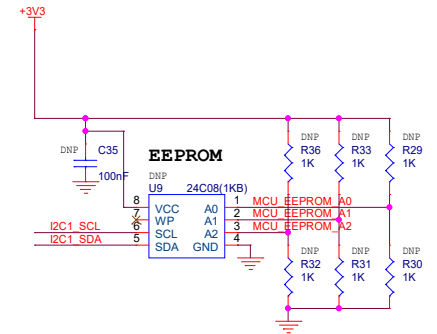 +3V3
DNP
C35
100nF
EEPROM
DNP
U9 24C08(1KB)
8 VCC A0 1 MCU_EEPROM_A0
7 WP A1 2 MCU_EEPROM_A1
6 SCL A2 3 MCU_EEPROM_A2
5 SDA GND 4
I2C1_SCL
I2C1_SDA
DNP DNP DNP
R36 R33 R29
1K 1K 1K
DNP DNP DNP
R32 R31 R30
1K 1K 1K